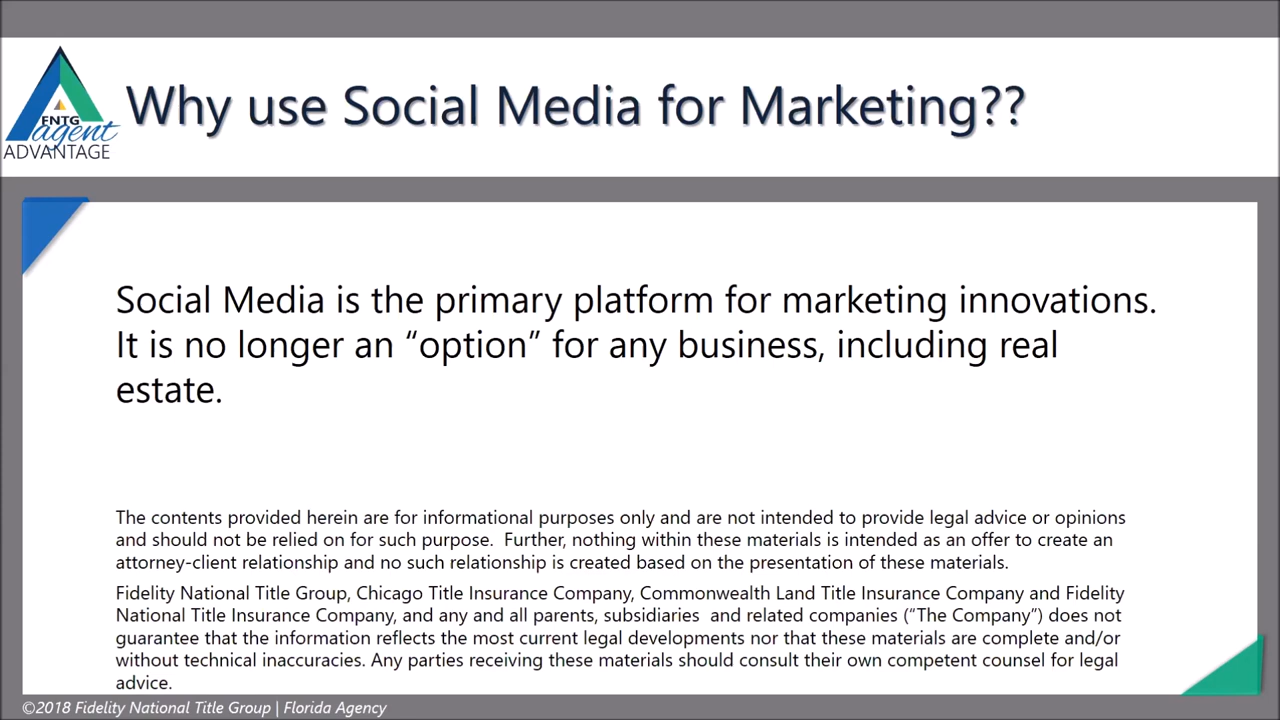 FNTG
agent
ADVANTAGE
Why use Social Media for Marketing??
Social Media is the primary platform for marketing innovations.
It is no longer an “option” for any business, including real
estate.
The contents provided herein are for informational purposes only and are not intended to provide legal advice or opinions
and should not be relied on for such purpose.  Further, nothing within these materials is intended as an offer to create an
attorney-client relationship and no such relationship is created based on the presentation of these materials.
Fidelity National Title Group, Chicago Title Insurance Company, Commonwealth Land Title Insurance Company and Fidelity
National Title Insurance Company, and any and all parents, subsidiaries  and related companies (“The Company”) does not
guarantee that the information reflects the most current legal developments nor that these materials are complete and/or
without technical inaccuracies. Any parties receiving these materials should consult their own competent counsel for legal
advice.
©2018 Fidelity National Title Group | Florida Agency